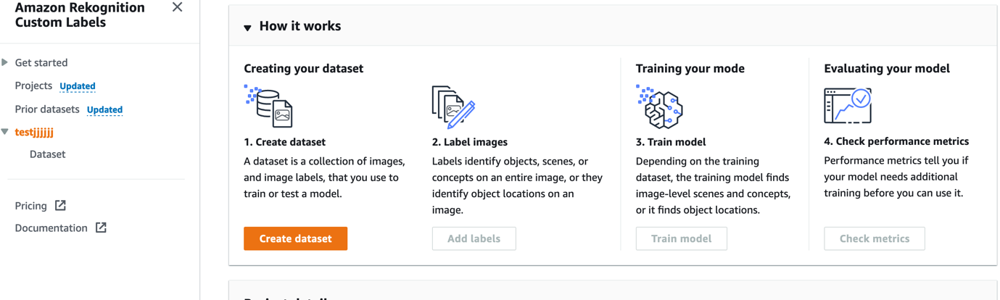 Amazon Rekognition
Custom Labels
Get started
Projects Updated
Prior datasets Updated
testjjjjjj
Dataset
Pricing
Documentation
How it works
Creating your dataset
1. Create dataset
A dataset is a collection of images,
and image labels, that you use to
train or test a model.
Create dataset
2. Label images
Labels identify objects, scenes, or
concepts on an entire image, or they
identify object locations on an
image.
Add labels
Training your mode
3. Train model
Depending on the training
dataset, the training model finds
image-level scenes and concepts,
or it finds object locations.
Train model
Evaluating your model
4. Check performance metrics
Performance metrics tell you if
your model needs additional
training before you can use it.
Check metrics